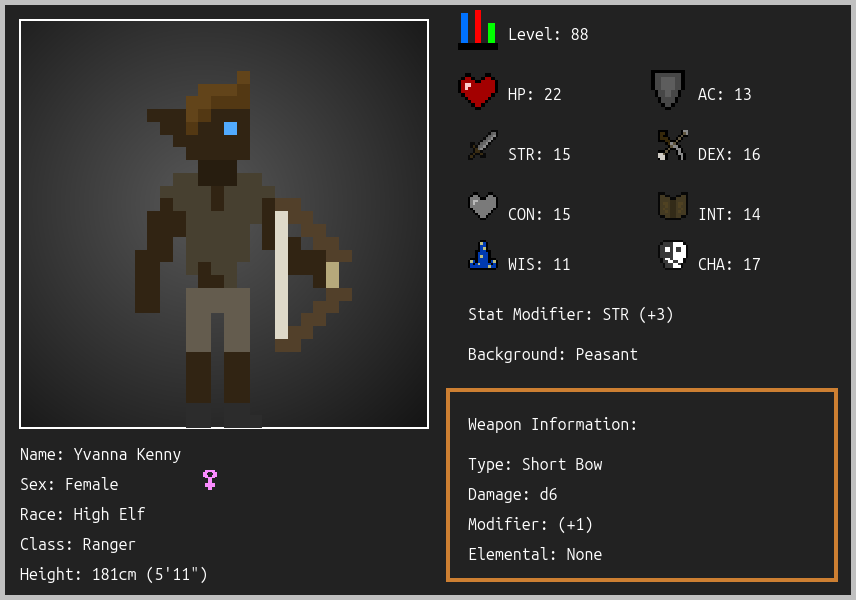 Level: 88
HP: 22
AC: 13
STR: 15
DEX: 16
CON: 15
INT: 14
WIS: 11
CHA: 17
Stat Modifier: STR (+3)
Background: Peasant
Weapon Information:
Type: Short Bow
Damage: d6
Modifier: (+1)
Elemental: None
Name: Yvanna Kenny
Sex: Female
Race: High Elf
Class: Ranger
Height: 181cm (5'11")